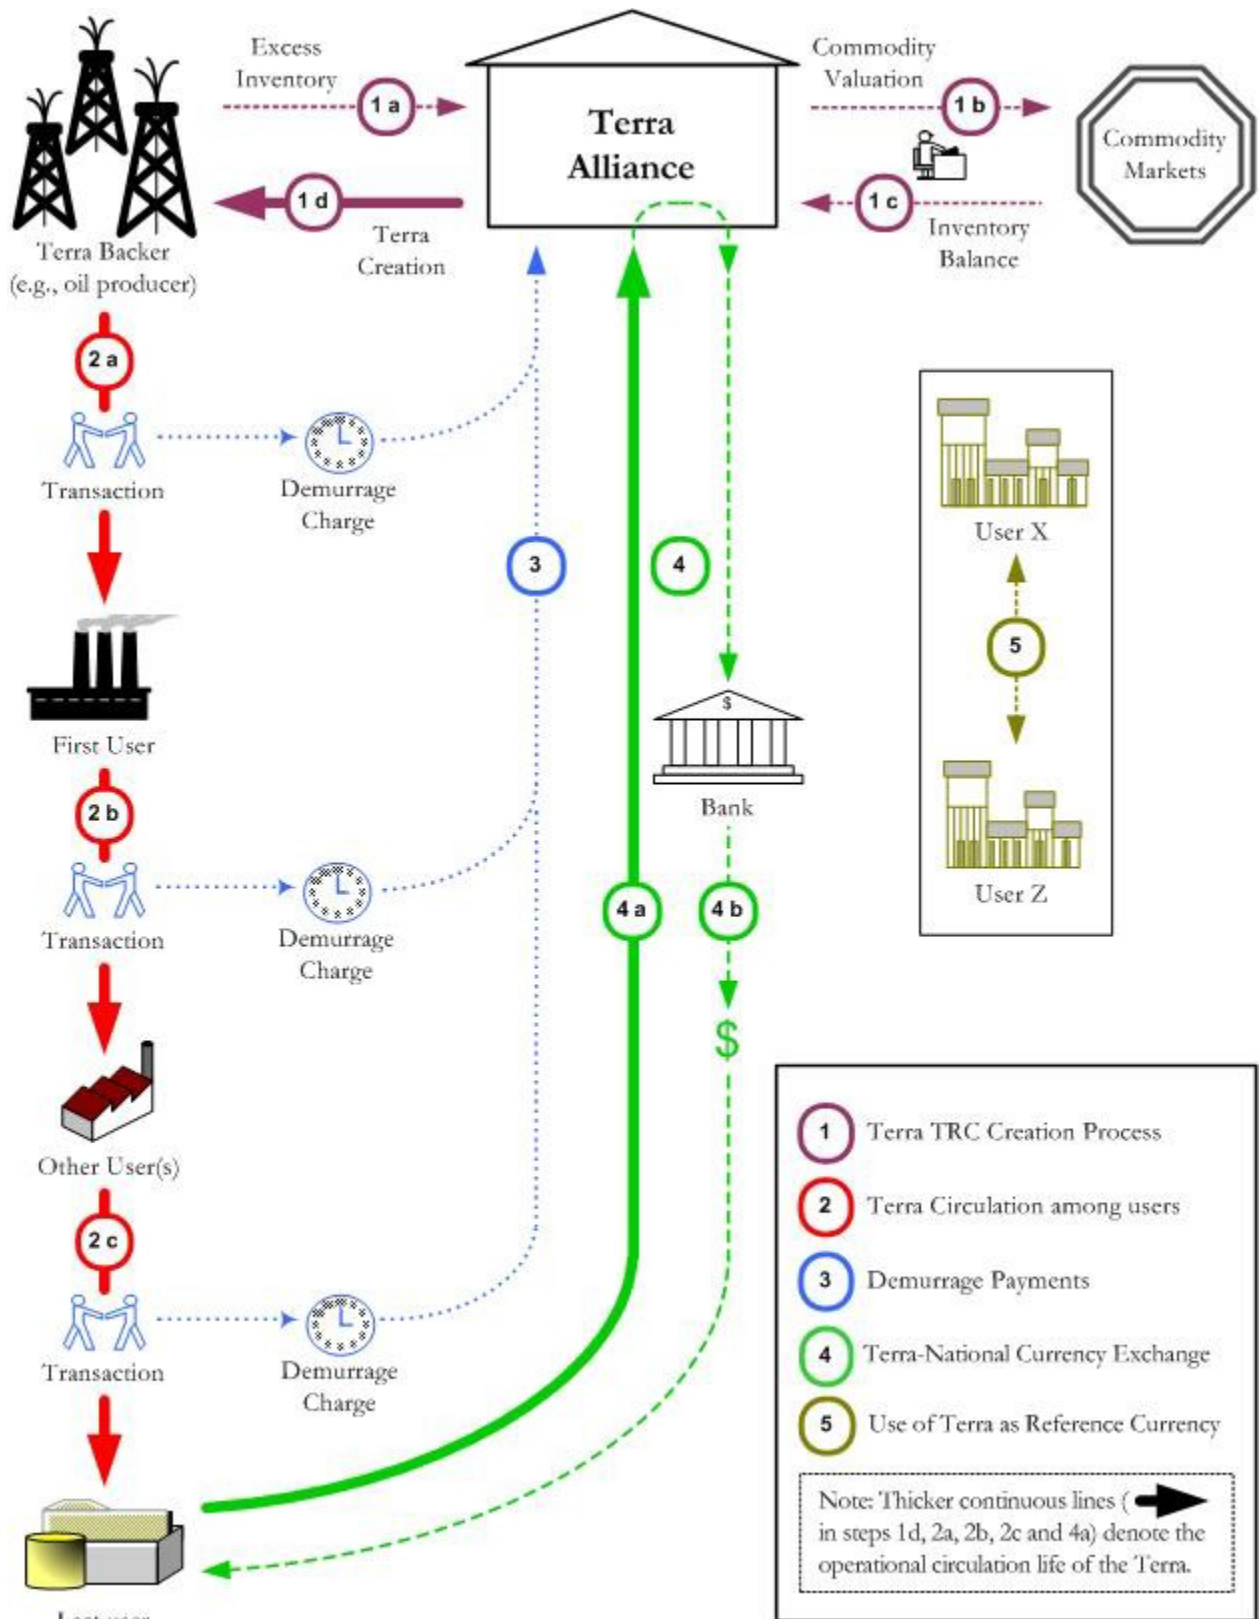 Excess
Inventory
1 a
Terra
Alliance
Commodity
Valuation
1 b
Commodity
Markets
1 d
Terra
Creation
1 c
Inventory
Balance
Terra Backer
(e.g., oil producer)
2 a
Transaction
Demurrage
Charge
3
4
User X
5
User Z
First User
$
Bank
2 b
Transaction
Demurrage
Charge
4 a
4 b
$
Other User(s)
2 c
Transaction
Demurrage
Charge
Last user
1 Terra TRC Creation Process
2 Terra Circulation among users
3 Demurrage Payments
4 Terra-National Currency Exchange
5 Use of Terra as Reference Currency
Note: Thicker continuous lines (
in steps 1d, 2a, 2b, 2c and 4a) denote the
operational circulation life of the Terra.